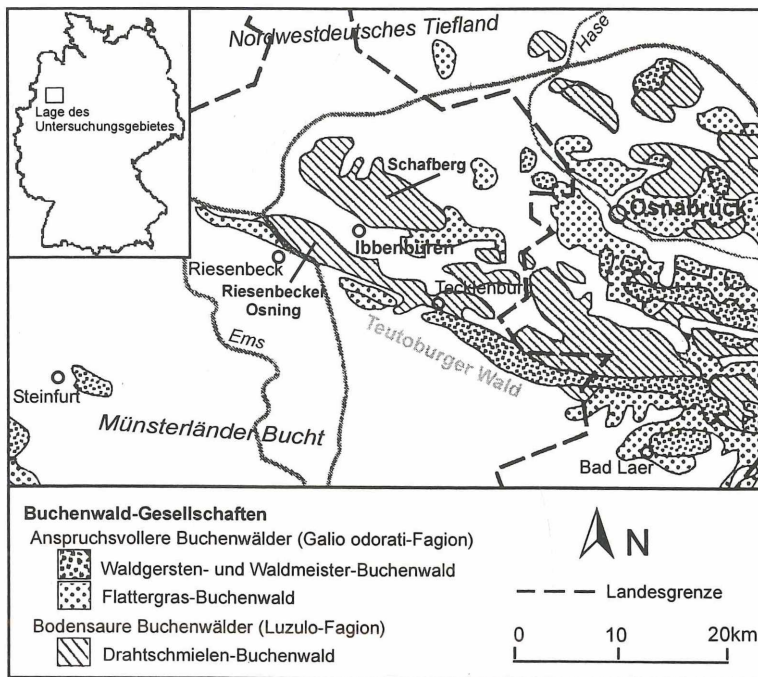 Lage des
Untersuchungsgebietes
Nordwestdeutsches Tiefland
Hase
Schafberg
Osnabrück
Ibbenbüren
Riesenbeck
Riesenbecker
Osning
Tecklenburg
Ems
Teutoburger Wald
Steinfurt
Münsterländer Bucht
Bad Laer
Buchenwald-Gesellschaften
Anspruchsvollere Buchenwälder (Galio odorati-Fagion)
Waldgersten- und Waldmeister-Buchenwald
Flattergras-Buchenwald
Bodensaure Buchenwälder (Luzulo-Fagion)
Drahtschmielen-Buchenwald
N
Landesgrenze
0 10 20km